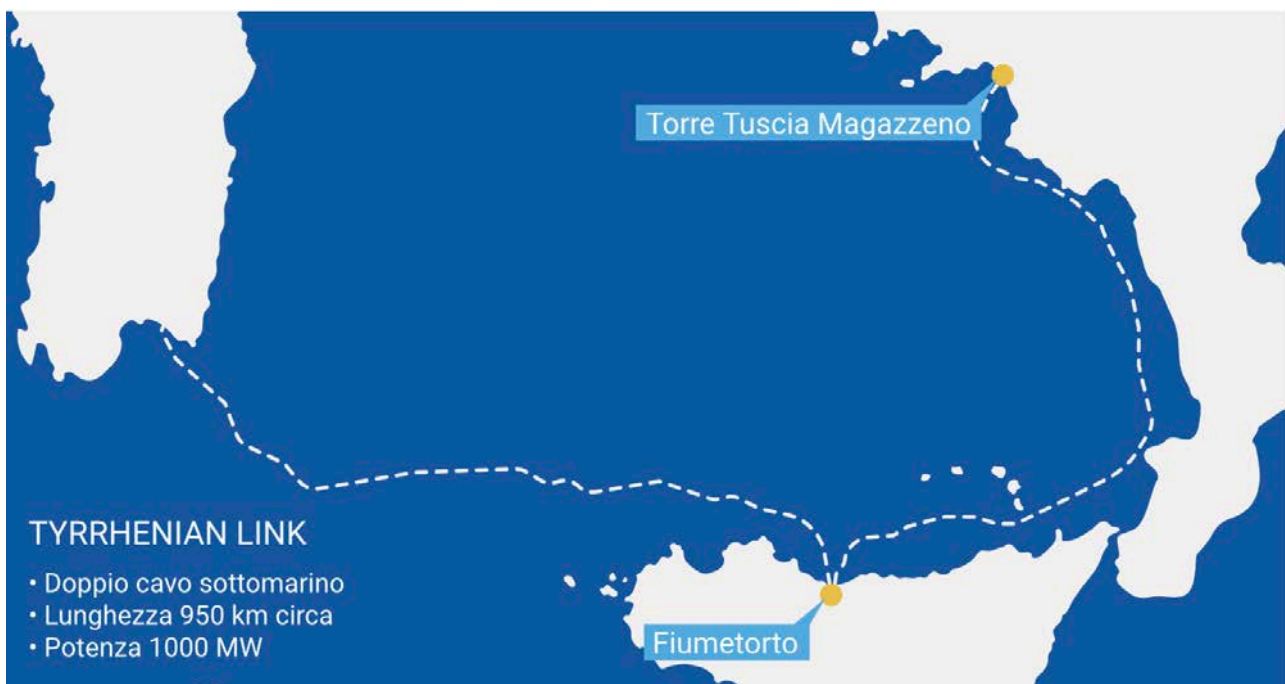 Torre Tuscia Magazzeno
TYRRHENIAN LINK
• Doppio cavo sottomarino
• Lunghezza 950 km circa
• Potenza 1000 MW
Fiumetorto